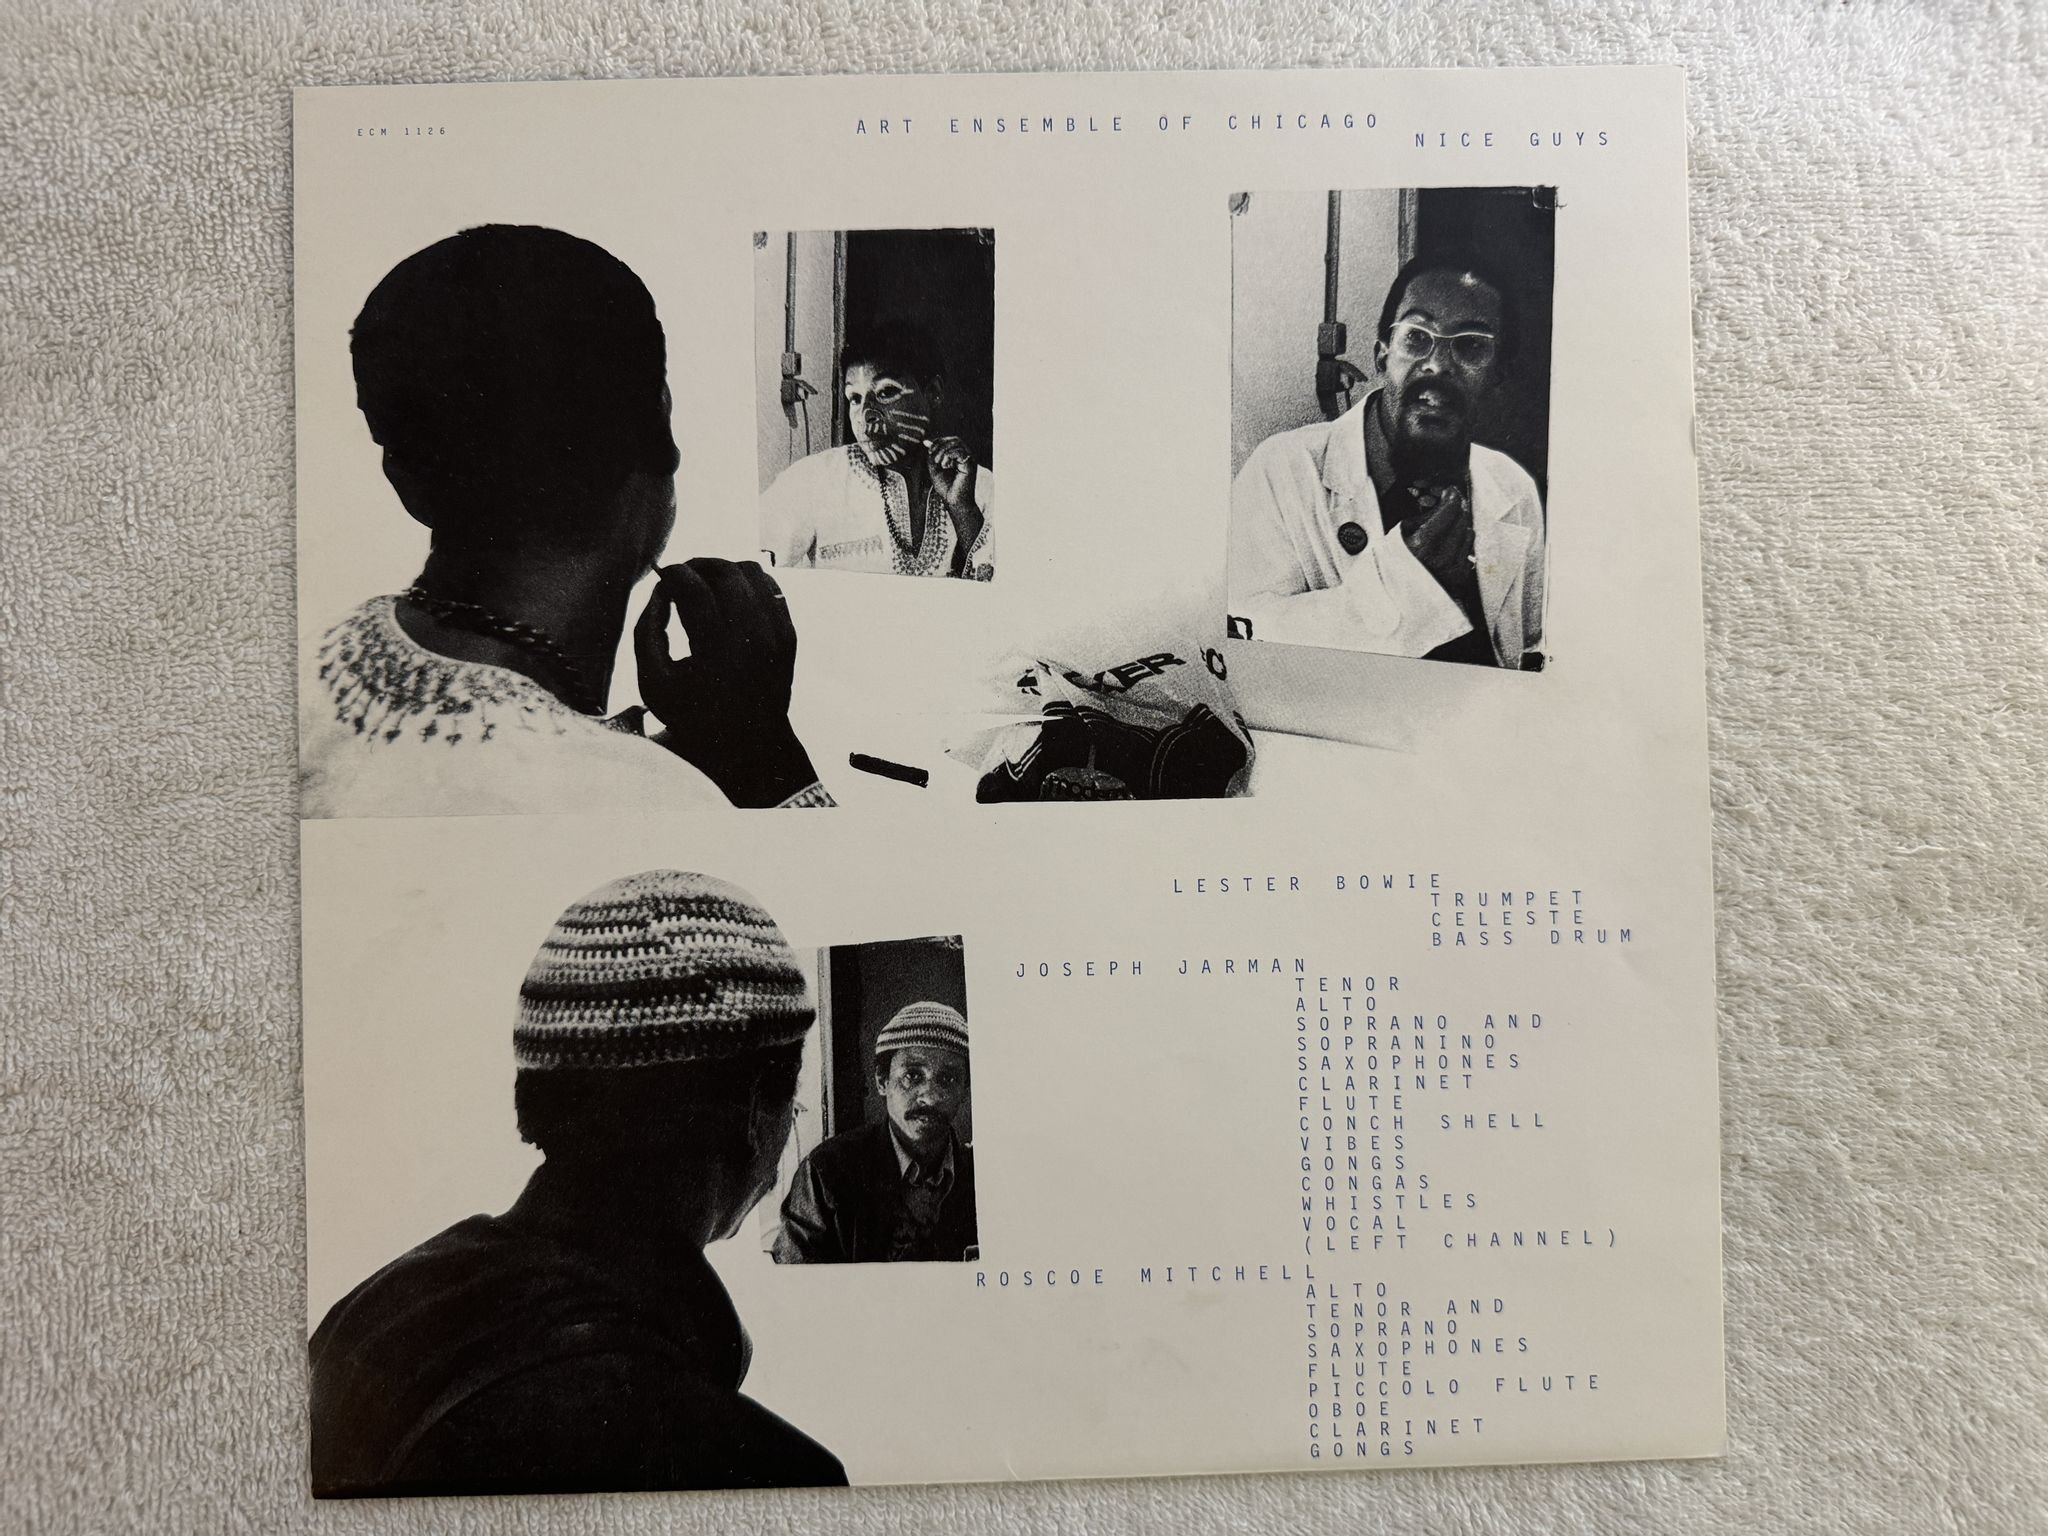 ECM 1126
ART ENSEMBLE OF CHICAGO
NICE GUYS
KER
LESTER BOWIE
TRUMPET
CELESTE
BASS DRUM
JOSEPH JARMAN
TENOR
ALTO
SOPRANO AND
SOPRANINO
SAXOPHONES
CLARINET
FLUTE
CONCH SHELL
VIBES
GONGS
CONGAS
WHISTLES
VOCAL
(LEFT CHANNEL)
ROSCOE MITCHELL
ALTO
TENOR AND
SOPRANO
SAXOPHONES
FLUTE
PICCOLO FLUTE
OBOE
CLARINET
GONGS